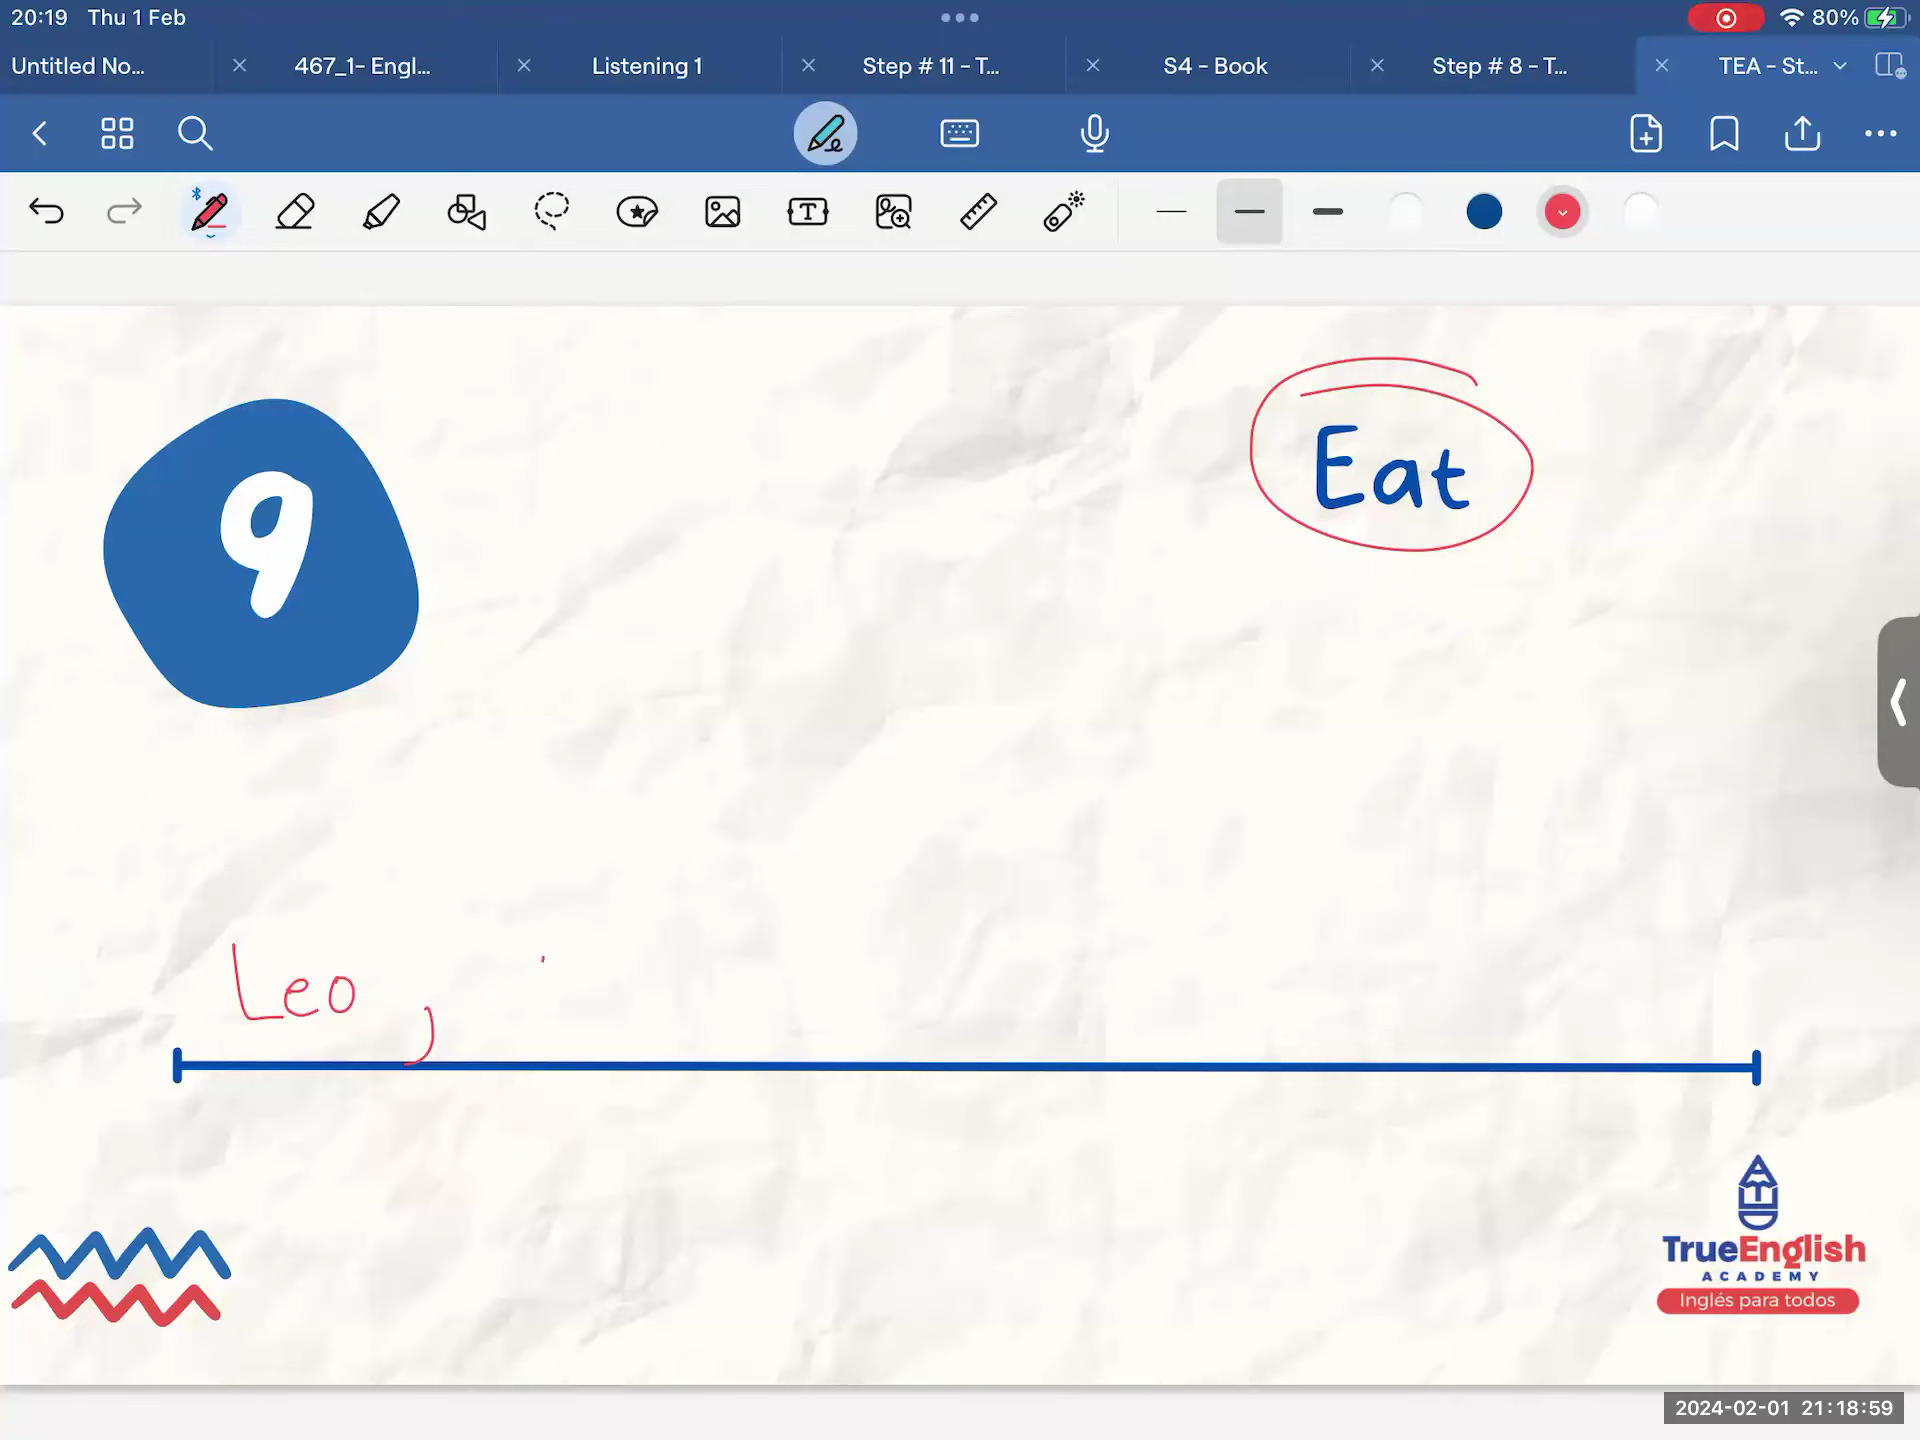 20:19 Thu 1 Feb 80%
Untitled No... 467_1- Engl... Listening 1 Step # 11 - T... S4 - Book Step # 8 - T... TEA - St...
9
Eat
Leo,
TrueEnglish
ACADEMY
Inglés para todos
2024-02-01 21:18:59